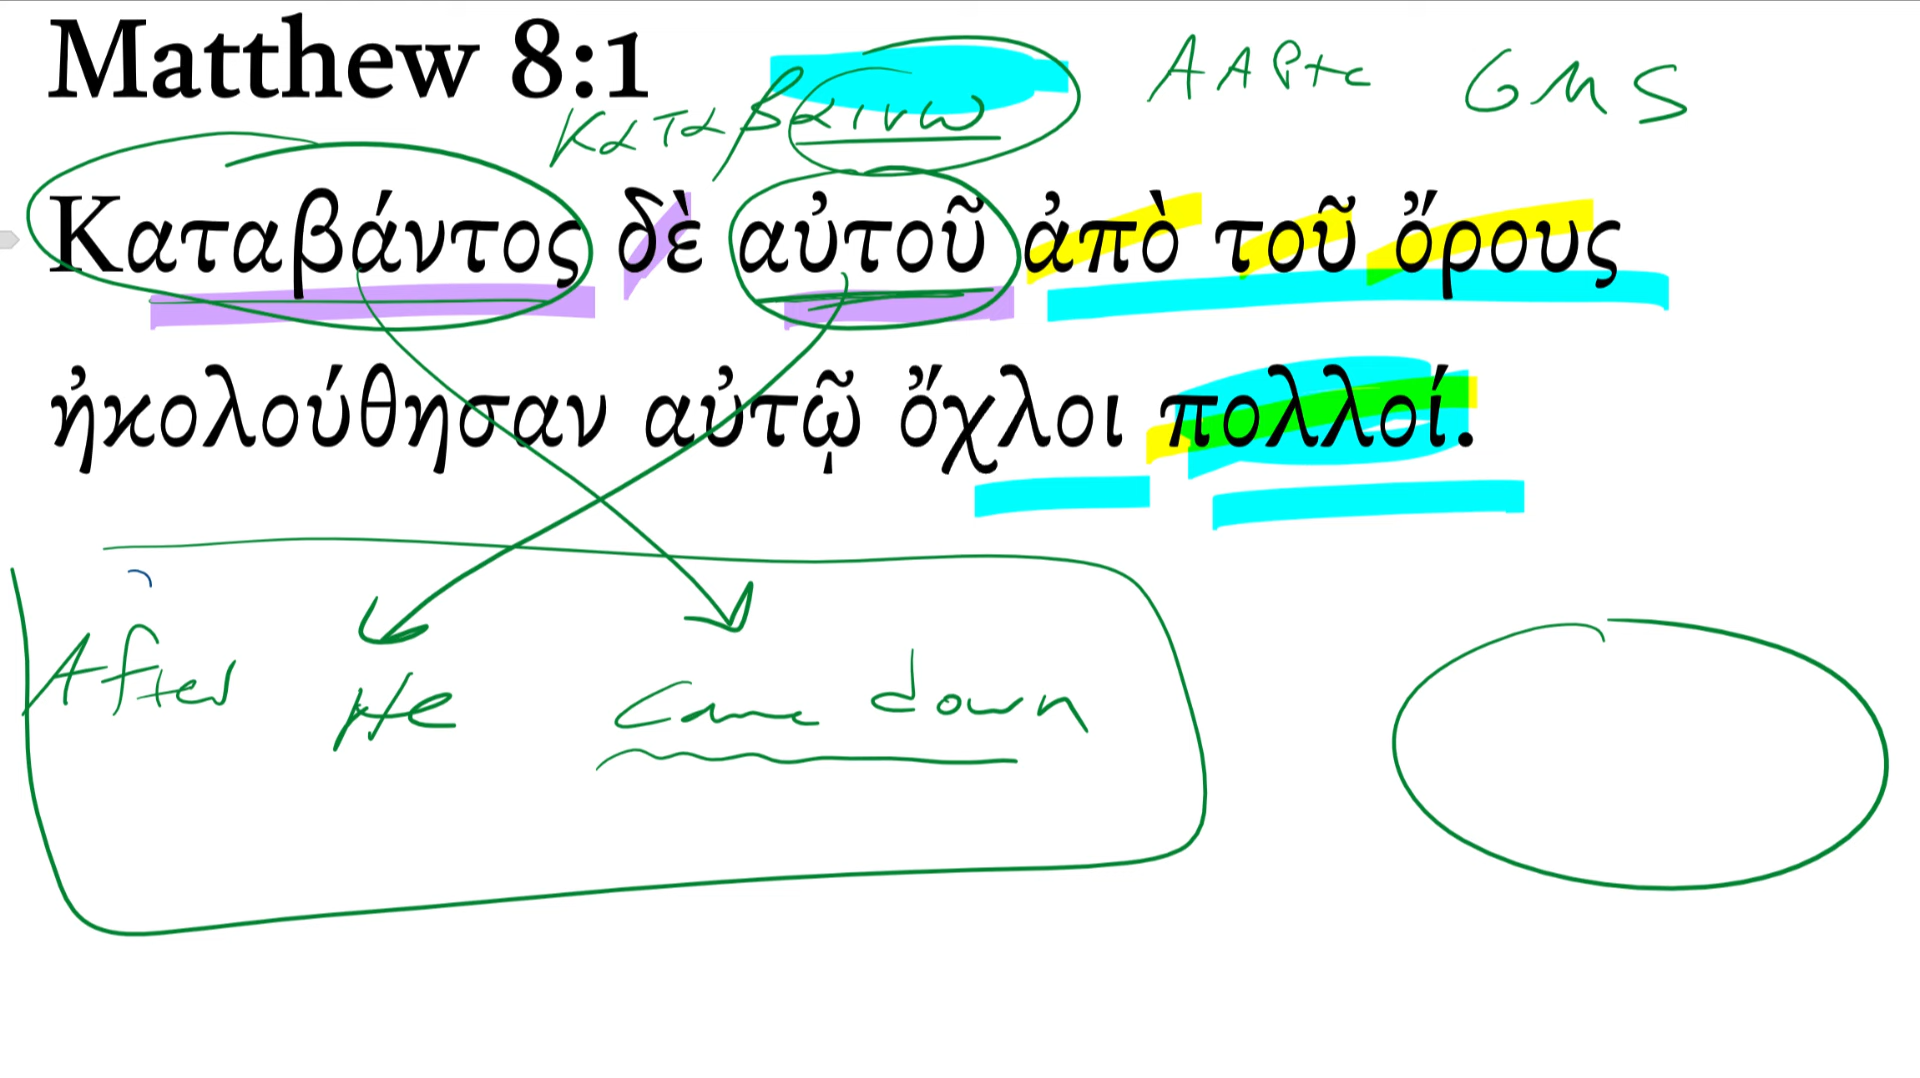 Matthew 8:1
καταβαινω AAPtc GMS
Καταβάντος δὲ αὐτοῦ ἀπὸ τοῦ ὄρους
ἠκολούθησαν αὐτῷ ὄχλοι πολλοί.
After He came down